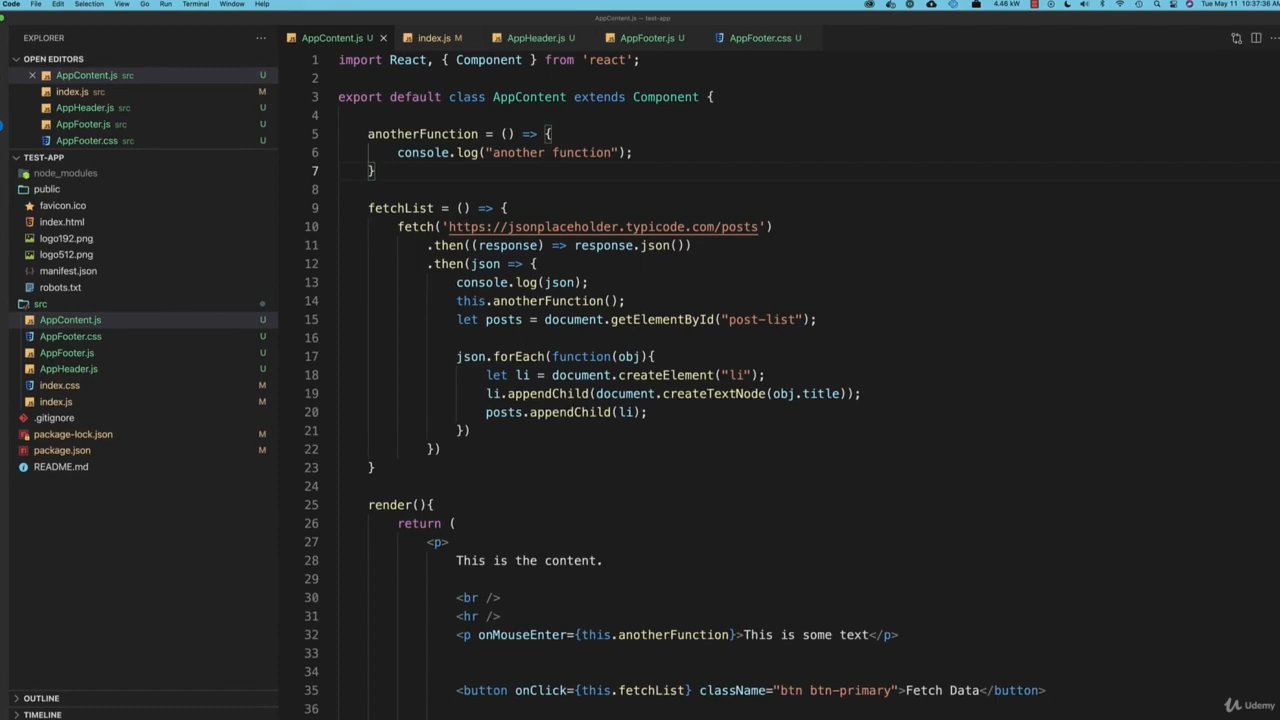 Code File Edit Selection View Go Run Terminal Window Help 4.46 kW Tue May 11 10:37:36 AM
AppContent.js — test-app
EXPLORER ···
AppContent.js U × index.js M AppHeader.js U AppFooter.js U AppFooter.css U
OPEN EDITORS
× AppContent.js src U
index.js src M
AppHeader.js src U
AppFooter.js src U
AppFooter.css src U
TEST-APP
node_modules
public
favicon.ico
index.html
logo192.png
logo512.png
manifest.json
robots.txt
src
AppContent.js U
AppFooter.css U
AppFooter.js U
AppHeader.js U
index.css M
index.js M
.gitignore
package-lock.json M
package.json M
README.md
OUTLINE
TIMELINE
1 import React, { Component } from 'react';
2
3 export default class AppContent extends Component {
4
5 anotherFunction = () => {
6 console.log("another function");
7 }
8
9 fetchList = () => {
10 fetch('https://jsonplaceholder.typicode.com/posts')
11 .then((response) => response.json())
12 .then(json => {
13 console.log(json);
14 this.anotherFunction();
15 let posts = document.getElementById("post-list");
16
17 json.forEach(function(obj){
18 let li = document.createElement("li");
19 li.appendChild(document.createTextNode(obj.title));
20 posts.appendChild(li);
21 })
22 })
23 }
24
25 render(){
26 return (
27 <p>
28 This is the content.
29
30 <br />
31 <hr />
32 <p onMouseEnter={this.anotherFunction}>This is some text</p>
33
34
35 <button onClick={this.fetchList} className="btn btn-primary">Fetch Data</button>
36
Udemy